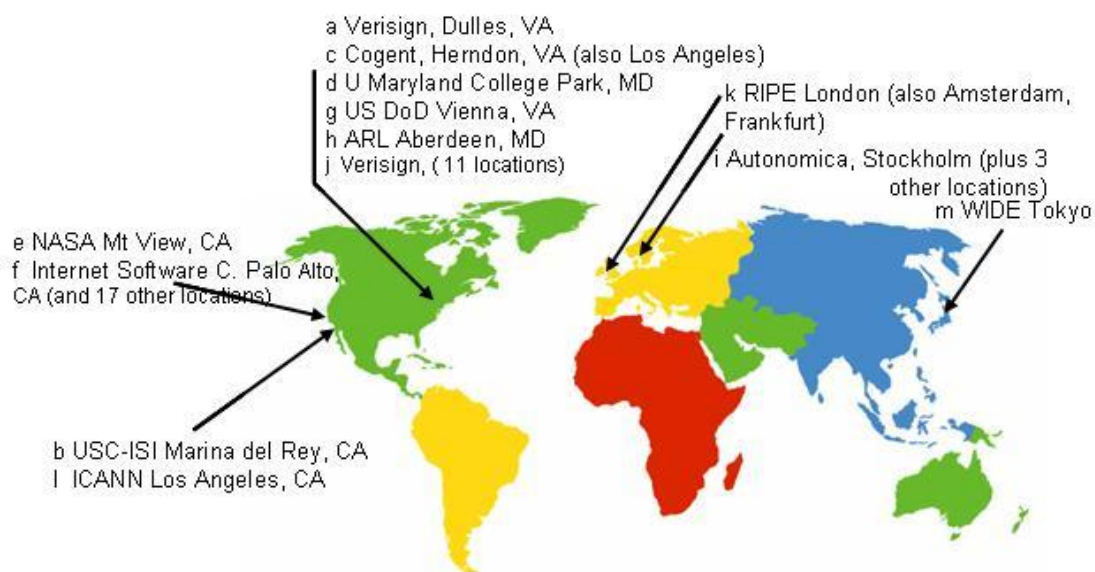 a Verisign, Dulles, VA
c Cogent, Herndon, VA (also Los Angeles)
d U Maryland College Park, MD
g US DoD Vienna, VA
h ARL Aberdeen, MD
j Verisign, ( 11 locations)
k RIPE London (also Amsterdam,
Frankfurt)
i Autonomica, Stockholm (plus 3
other locations)
m WIDE Tokyo
e NASA Mt View, CA
f Internet Software C. Palo Alto,
CA (and 17 other locations)
b USC-ISI Marina del Rey, CA
l ICANN Los Angeles, CA